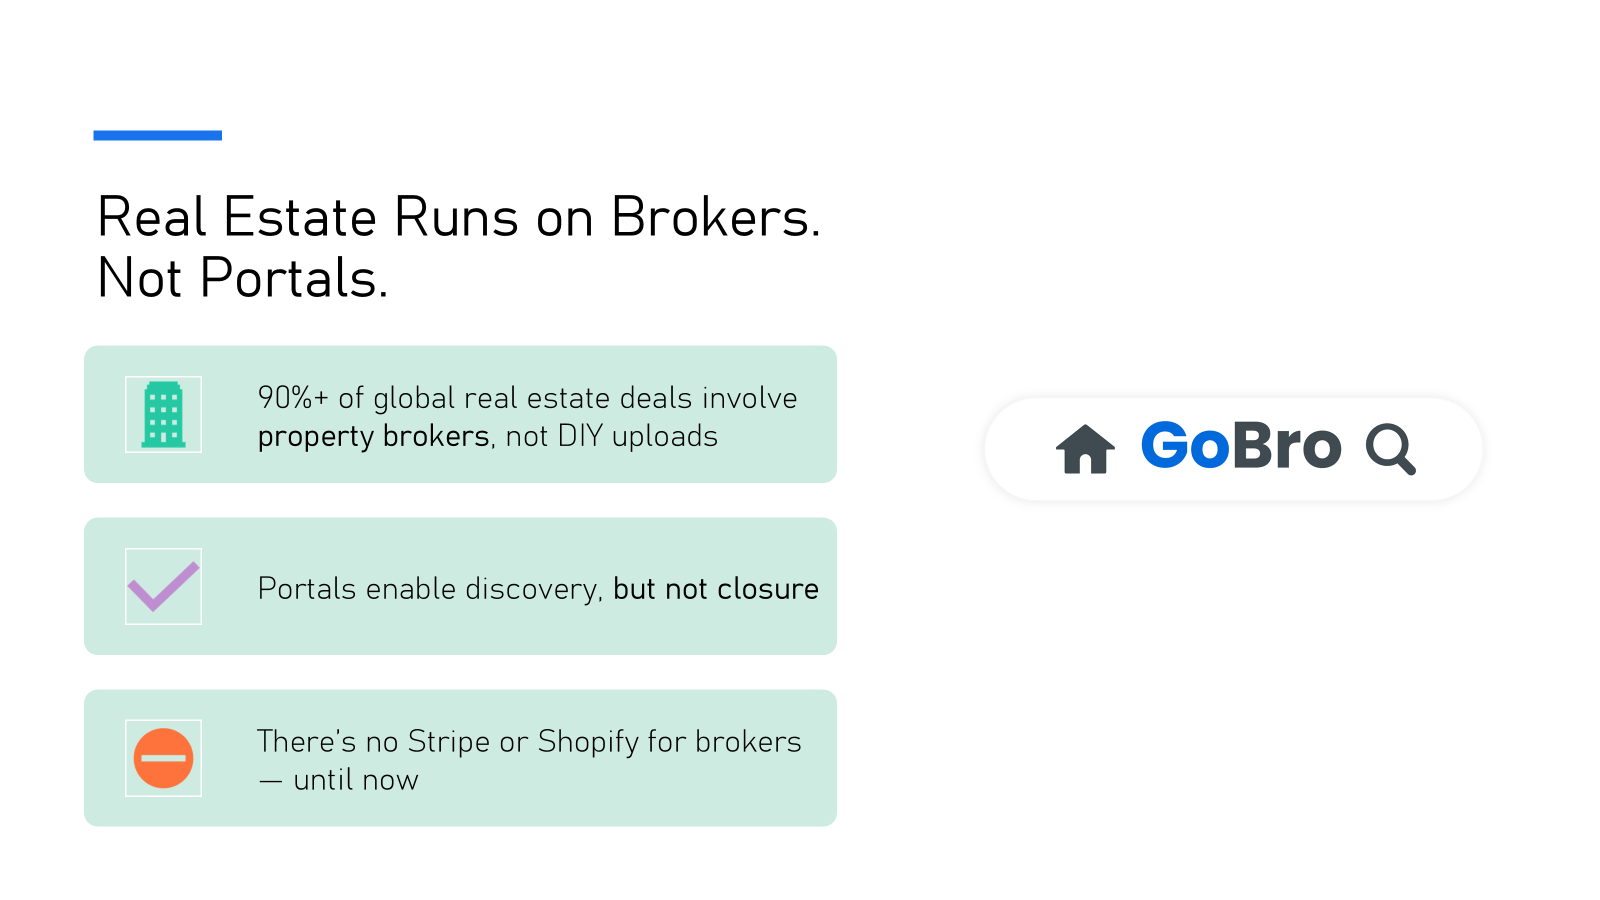 Real Estate Runs on Brokers.
Not Portals.
90%+ of global real estate deals involve
property brokers, not DIY uploads
Portals enable discovery, but not closure
There's no Stripe or Shopify for brokers
— until now
GoBro